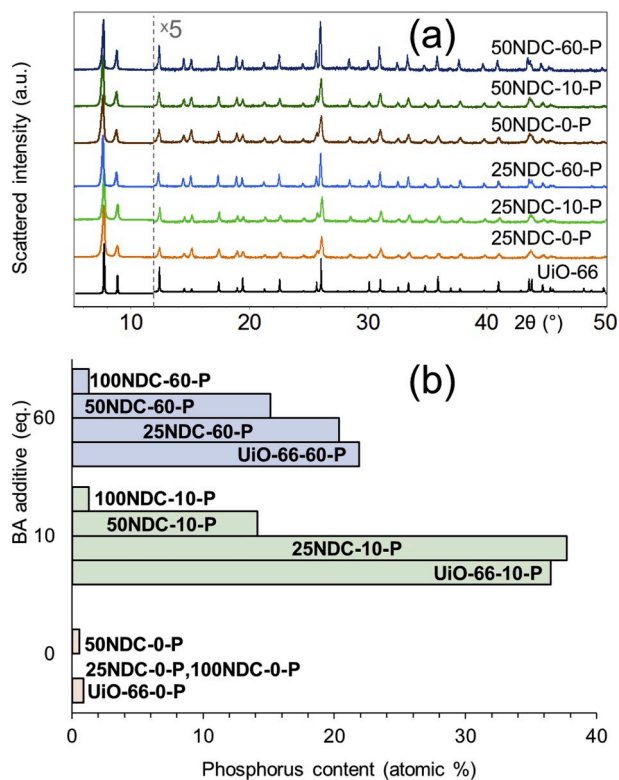 (a)
x5
50NDC-60-P
50NDC-10-P
50NDC-0-P
25NDC-60-P
25NDC-10-P
25NDC-0-P
UiO-66
Scattered intensity (a.u.)
10 20 30 40 2θ (°) 50
(b)
100NDC-60-P
50NDC-60-P
25NDC-60-P
UiO-66-60-P
100NDC-10-P
50NDC-10-P
25NDC-10-P
UiO-66-10-P
50NDC-0-P
25NDC-0-P,100NDC-0-P
UiO-66-0-P
BA additive (eq.)
60
10
0
0 10 20 30 40
Phosphorus content (atomic %)